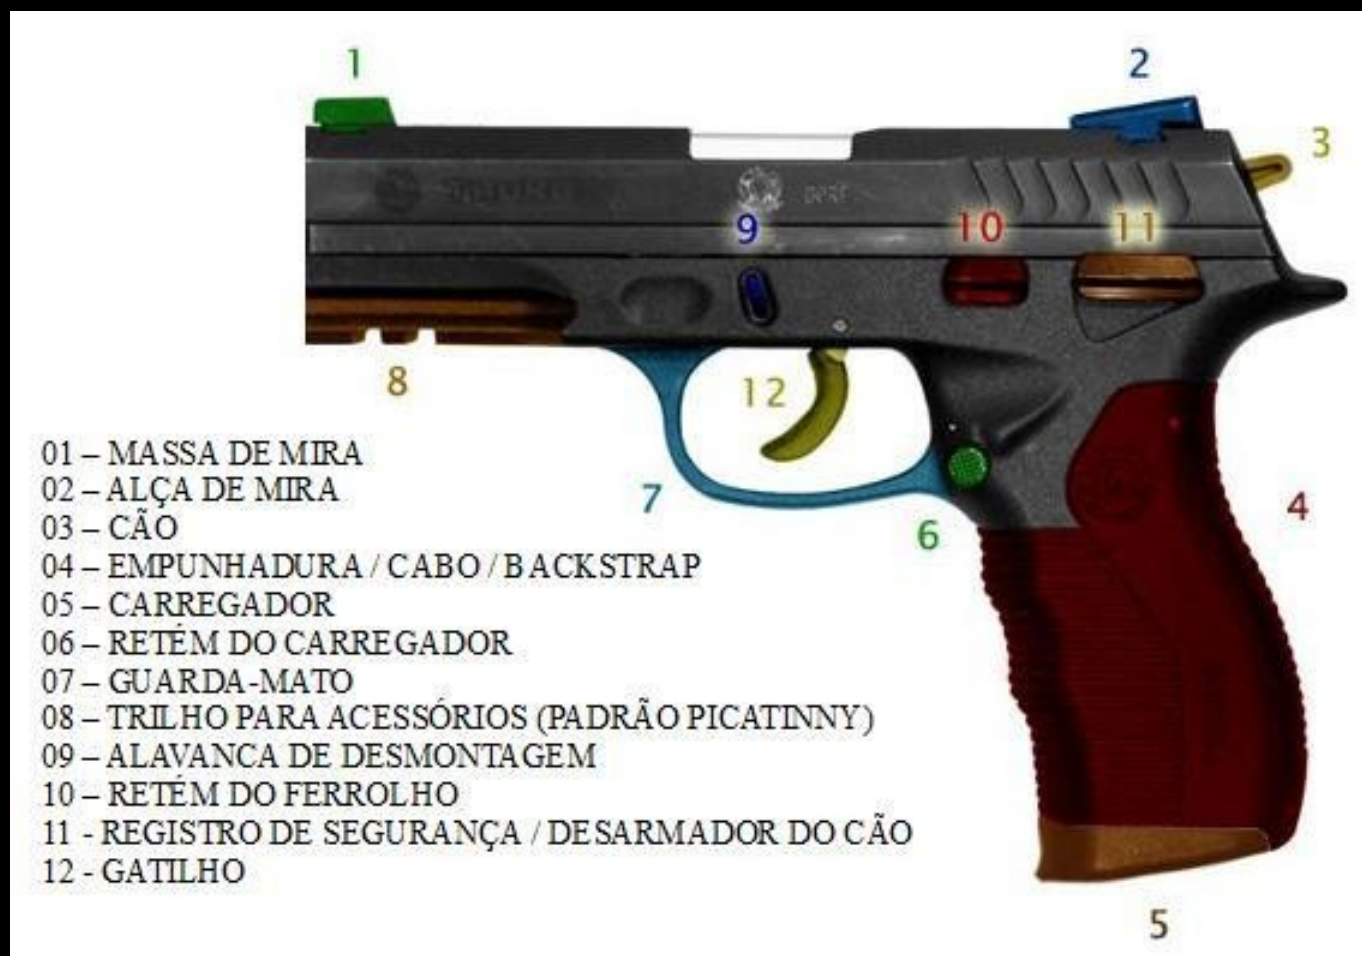 1
2
3
9
10
11
8
12
7
6
4
01 – MASSA DE MIRA
02 – ALÇA DE MIRA
03 – CÃO
04 – EMPUNHADURA / CABO / BACKSTRAP
05 – CARREGADOR
06 – RETÉM DO CARREGADOR
07 – GUARDA-MATO
08 – TRILHO PARA ACESSÓRIOS (PADRÃO PICATINNY)
09 – ALAVANCA DE DESMONTAGEM
10 – RETÉM DO FERROLHO
11 - REGISTRO DE SEGURANÇA / DESARMADOR DO CÃO
12 - GATILHO
5